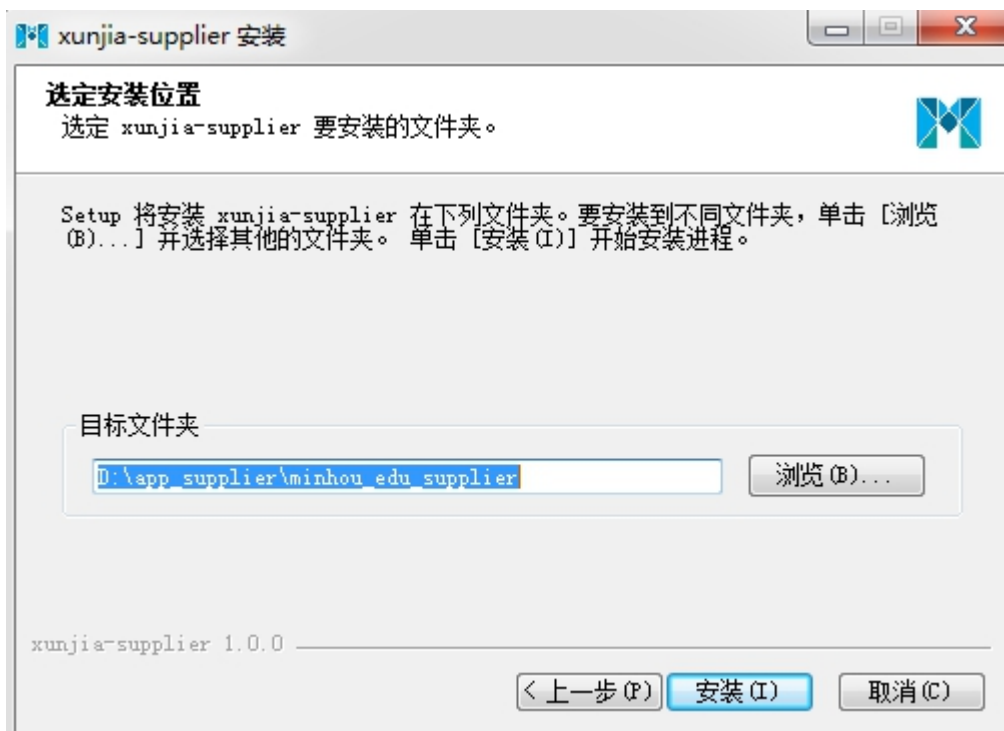 xunjia-supplier 安装
选定安装位置
选定 xunjia-supplier 要安装的文件夹。
Setup 将安装 xunjia-supplier 在下列文件夹。要安装到不同文件夹，单击 [浏览
(B)...] 并选择其他的文件夹。 单击 [安装(I)] 开始安装进程。
目标文件夹
D:\app_supplier\minhou_edu_supplier
浏览(B)...
xunjia-supplier 1.0.0
< 上一步(P) 安装(I) 取消(C)